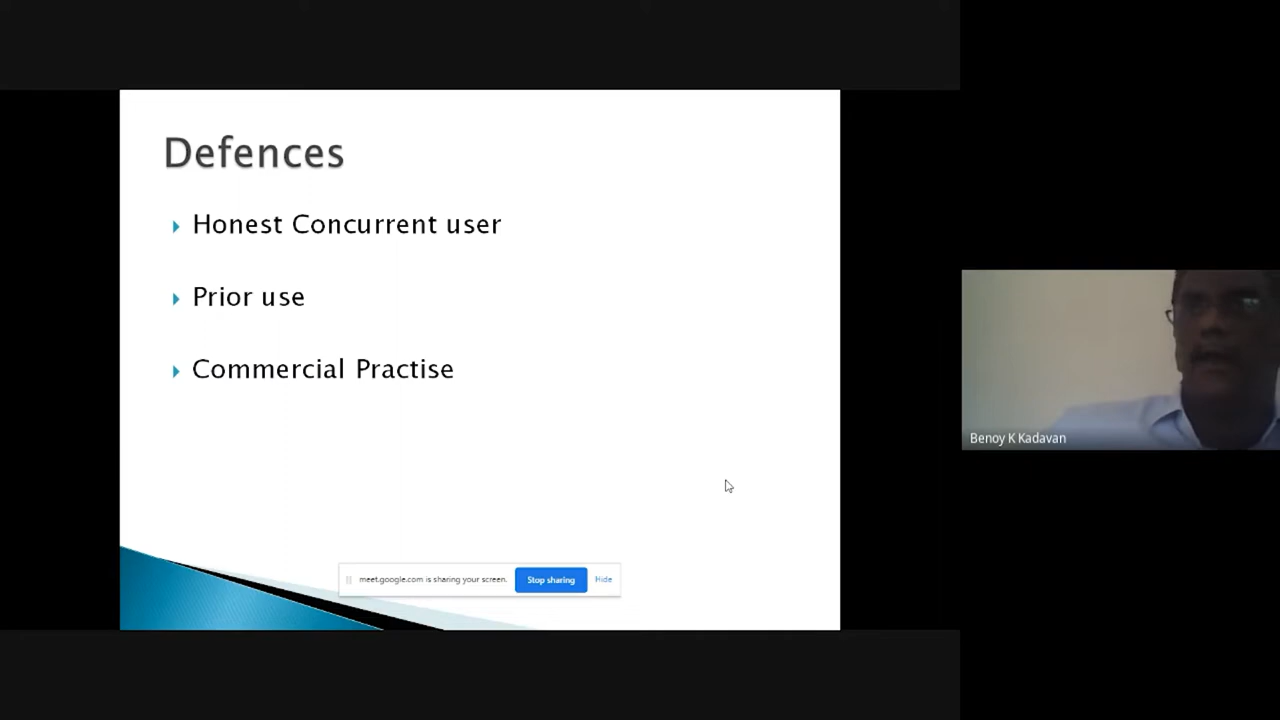 Defences
Honest Concurrent user
Prior use
Commercial Practise
Benoy K Kadavan
meet.google.com is sharing your screen. Stop sharing Hide